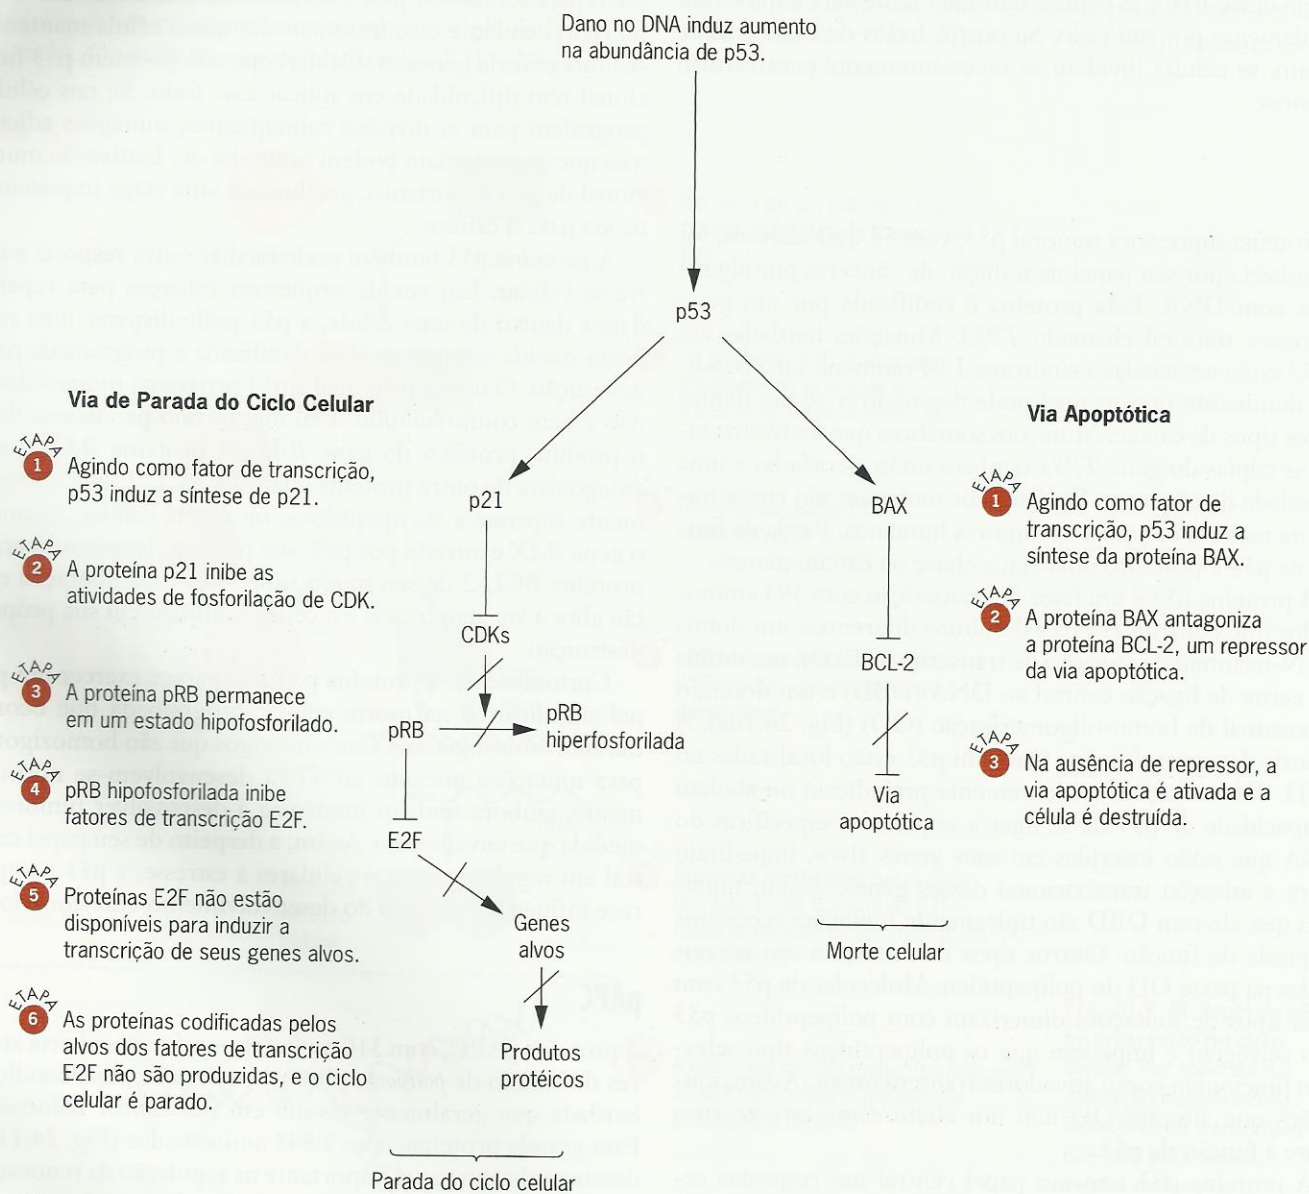 Dano no DNA induz aumento
na abundância de p53.
p53
Via de Parada do Ciclo Celular
ETAPA 1
Agindo como fator de transcrição,
p53 induz a síntese de p21.
ETAPA 2
A proteína p21 inibe as
atividades de fosforilação de CDK.
ETAPA 3
A proteína pRB permanece
em um estado hipofosforilado.
ETAPA 4
pRB hipofosforilada inibe
fatores de transcrição E2F.
ETAPA 5
Proteínas E2F não estão
disponíveis para induzir a
transcrição de seus genes alvos.
ETAPA 6
As proteínas codificadas pelos
alvos dos fatores de transcrição
E2F não são produzidas, e o ciclo
celular é parado.
p21
CDKs
pRB
pRB
hiperfosforilada
E2F
Genes
alvos
Produtos
protéicos
Parada do ciclo celular
BAX
BCL-2
Via
apoptótica
Morte celular
Via Apoptótica
ETAPA 1
Agindo como fator de
transcrição, p53 induz a
síntese da proteína BAX.
ETAPA 2
A proteína BAX antagoniza
a proteína BCL-2, um repressor
da via apoptótica.
ETAPA 3
Na ausência de repressor, a
via apoptótica é ativada e a
célula é destruída.